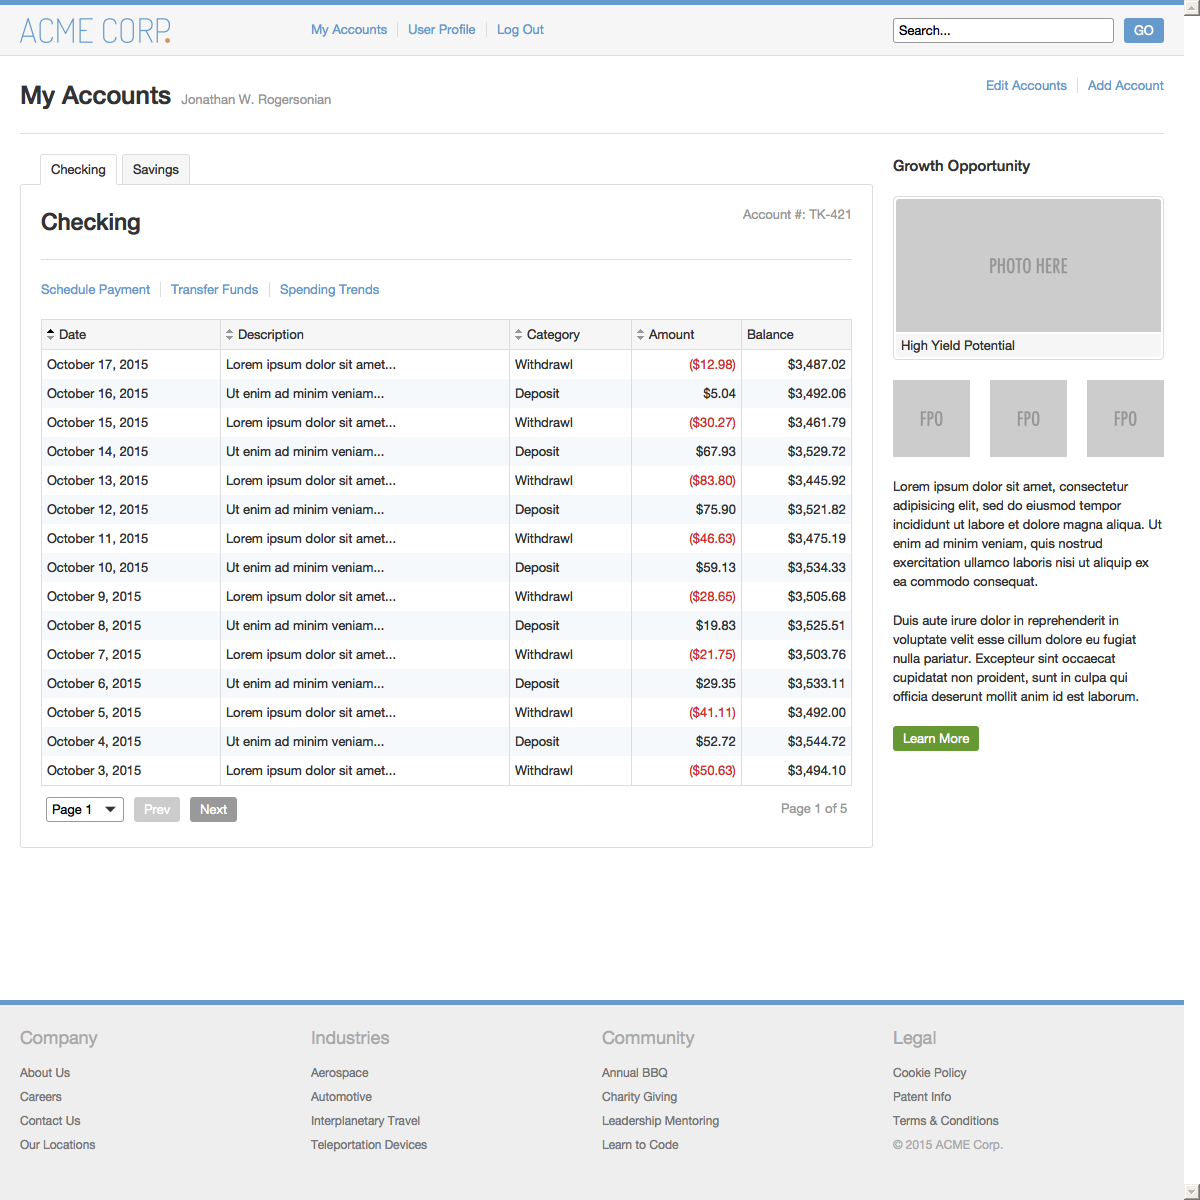 ACME CORP.
My Accounts User Profile Log Out
Search... GO
My Accounts Jonathan W. Rogersonian
Edit Accounts Add Account
Checking Savings
Checking
Account #: TK-421
Schedule Payment Transfer Funds Spending Trends
Date Description Category Amount Balance
October 17, 2015 Lorem ipsum dolor sit amet... Withdrawl ($12.98) $3,487.02
October 16, 2015 Ut enim ad minim veniam... Deposit $5.04 $3,492.06
October 15, 2015 Lorem ipsum dolor sit amet... Withdrawl ($30.27) $3,461.79
October 14, 2015 Ut enim ad minim veniam... Deposit $67.93 $3,529.72
October 13, 2015 Lorem ipsum dolor sit amet... Withdrawl ($83.80) $3,445.92
October 12, 2015 Ut enim ad minim veniam... Deposit $75.90 $3,521.82
October 11, 2015 Lorem ipsum dolor sit amet... Withdrawl ($46.63) $3,475.19
October 10, 2015 Ut enim ad minim veniam... Deposit $59.13 $3,534.33
October 9, 2015 Lorem ipsum dolor sit amet... Withdrawl ($28.65) $3,505.68
October 8, 2015 Ut enim ad minim veniam... Deposit $19.83 $3,525.51
October 7, 2015 Lorem ipsum dolor sit amet... Withdrawl ($21.75) $3,503.76
October 6, 2015 Ut enim ad minim veniam... Deposit $29.35 $3,533.11
October 5, 2015 Lorem ipsum dolor sit amet... Withdrawl ($41.11) $3,492.00
October 4, 2015 Ut enim ad minim veniam... Deposit $52.72 $3,544.72
October 3, 2015 Lorem ipsum dolor sit amet... Withdrawl ($50.63) $3,494.10
Page 1 Prev Next Page 1 of 5
Growth Opportunity
PHOTO HERE
High Yield Potential
FPO FPO FPO
Lorem ipsum dolor sit amet, consectetur
adipisicing elit, sed do eiusmod tempor
incididunt ut labore et dolore magna aliqua. Ut
enim ad minim veniam, quis nostrud
exercitation ullamco laboris nisi ut aliquip ex
ea commodo consequat.
Duis aute irure dolor in reprehenderit in
voluptate velit esse cillum dolore eu fugiat
nulla pariatur. Excepteur sint occaecat
cupidatat non proident, sunt in culpa qui
officia deserunt mollit anim id est laborum.
Learn More
Company
About Us
Careers
Contact Us
Our Locations
Industries
Aerospace
Automotive
Interplanetary Travel
Teleportation Devices
Community
Annual BBQ
Charity Giving
Leadership Mentoring
Learn to Code
Legal
Cookie Policy
Patent Info
Terms & Conditions
© 2015 ACME Corp.